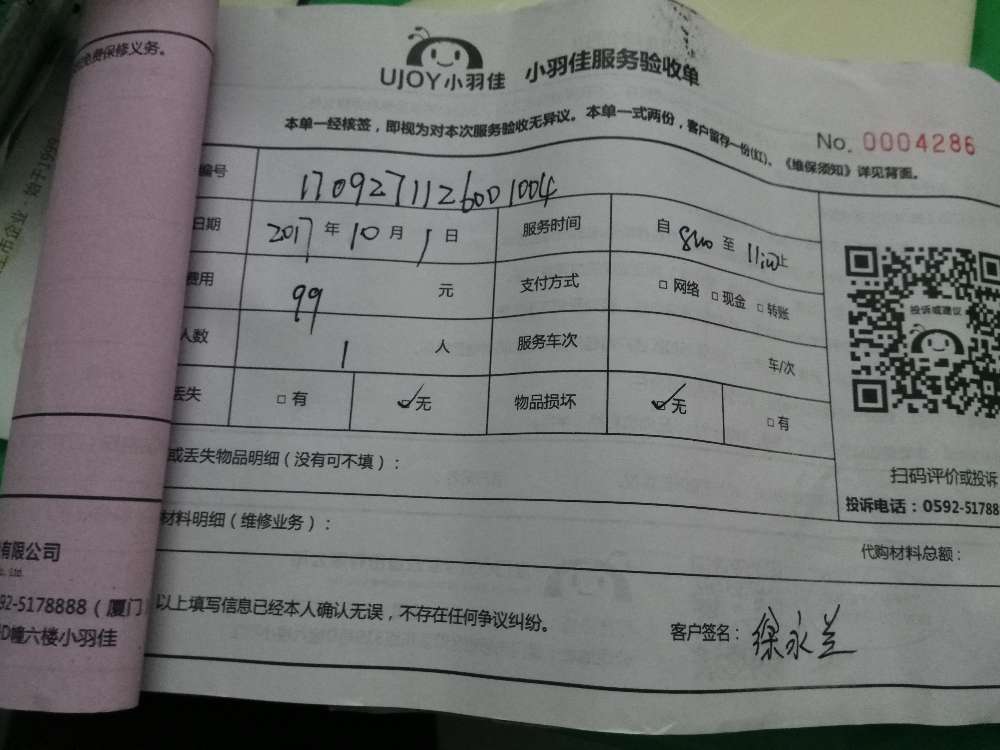 免费保修义务。
UJOY小羽佳 小羽佳服务验收单
本单一经核签，即视为对本次服务验收无异议。本单一式两份，客户留存一份(红)。《维保须知》详见背面。
No. 0004286
编号 1709271126001004
日期 2017年10月1日 服务时间 自 至 止
费用 99 元 支付方式 □网络 □现金 □转账
人数 1 人 服务车次 车/次
丢失 □有 ☑无 物品损坏 ☑无 □有
投诉或建议
或丢失物品明细（没有可不填）：
扫码评价或投诉
投诉电话：0592-51788
材料明细（维修业务）：
代购材料总额：
以上填写信息已经本人确认无误，不存在任何争议纠纷。
客户签名：徐永兰
有限公司
92-5178888（厦门）
D幢六楼小羽佳